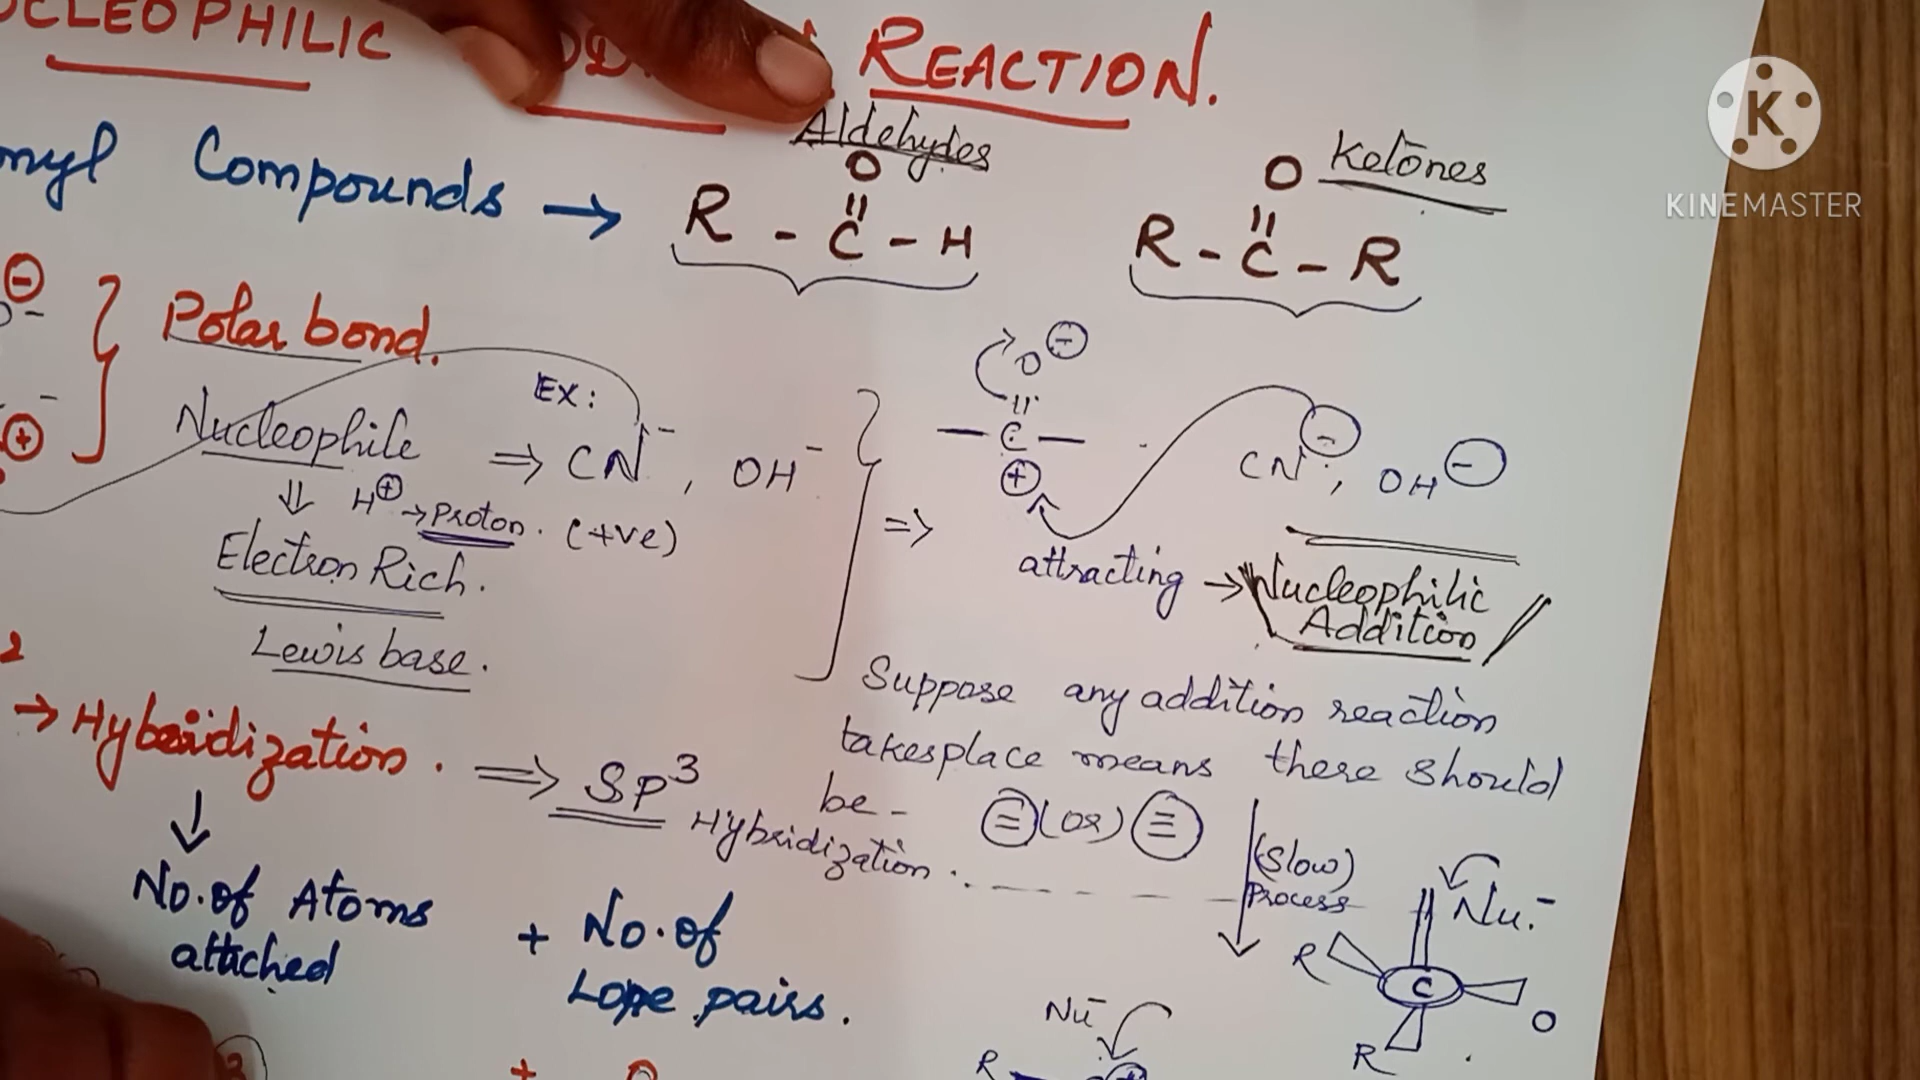 NUCLEOPHILIC REACTION.
Compounds → Aldehydes
O
||
R - C - H
Ketones
O
||
R - C - R
Polar bond.
EX:
Nucleophile ⇒ CN⁻, OH⁻
H⊕ → Proton. (+ve)
Electron Rich.
Lewis base.
O⊖
C
⊕
CN⊖, OH⊖
⇒ attracting → Nucleophilic
Addition
Suppose any addition reaction
takesplace means there should
be - (or)
→ Hybridization. ⇒ SP³
Hybridization.
(Slow)
Process
No. of Atoms
attached
+ No. of
Lone pairs.
Nu:⁻
R C O
R
Nu⁻
R ⊕
KINEMASTER